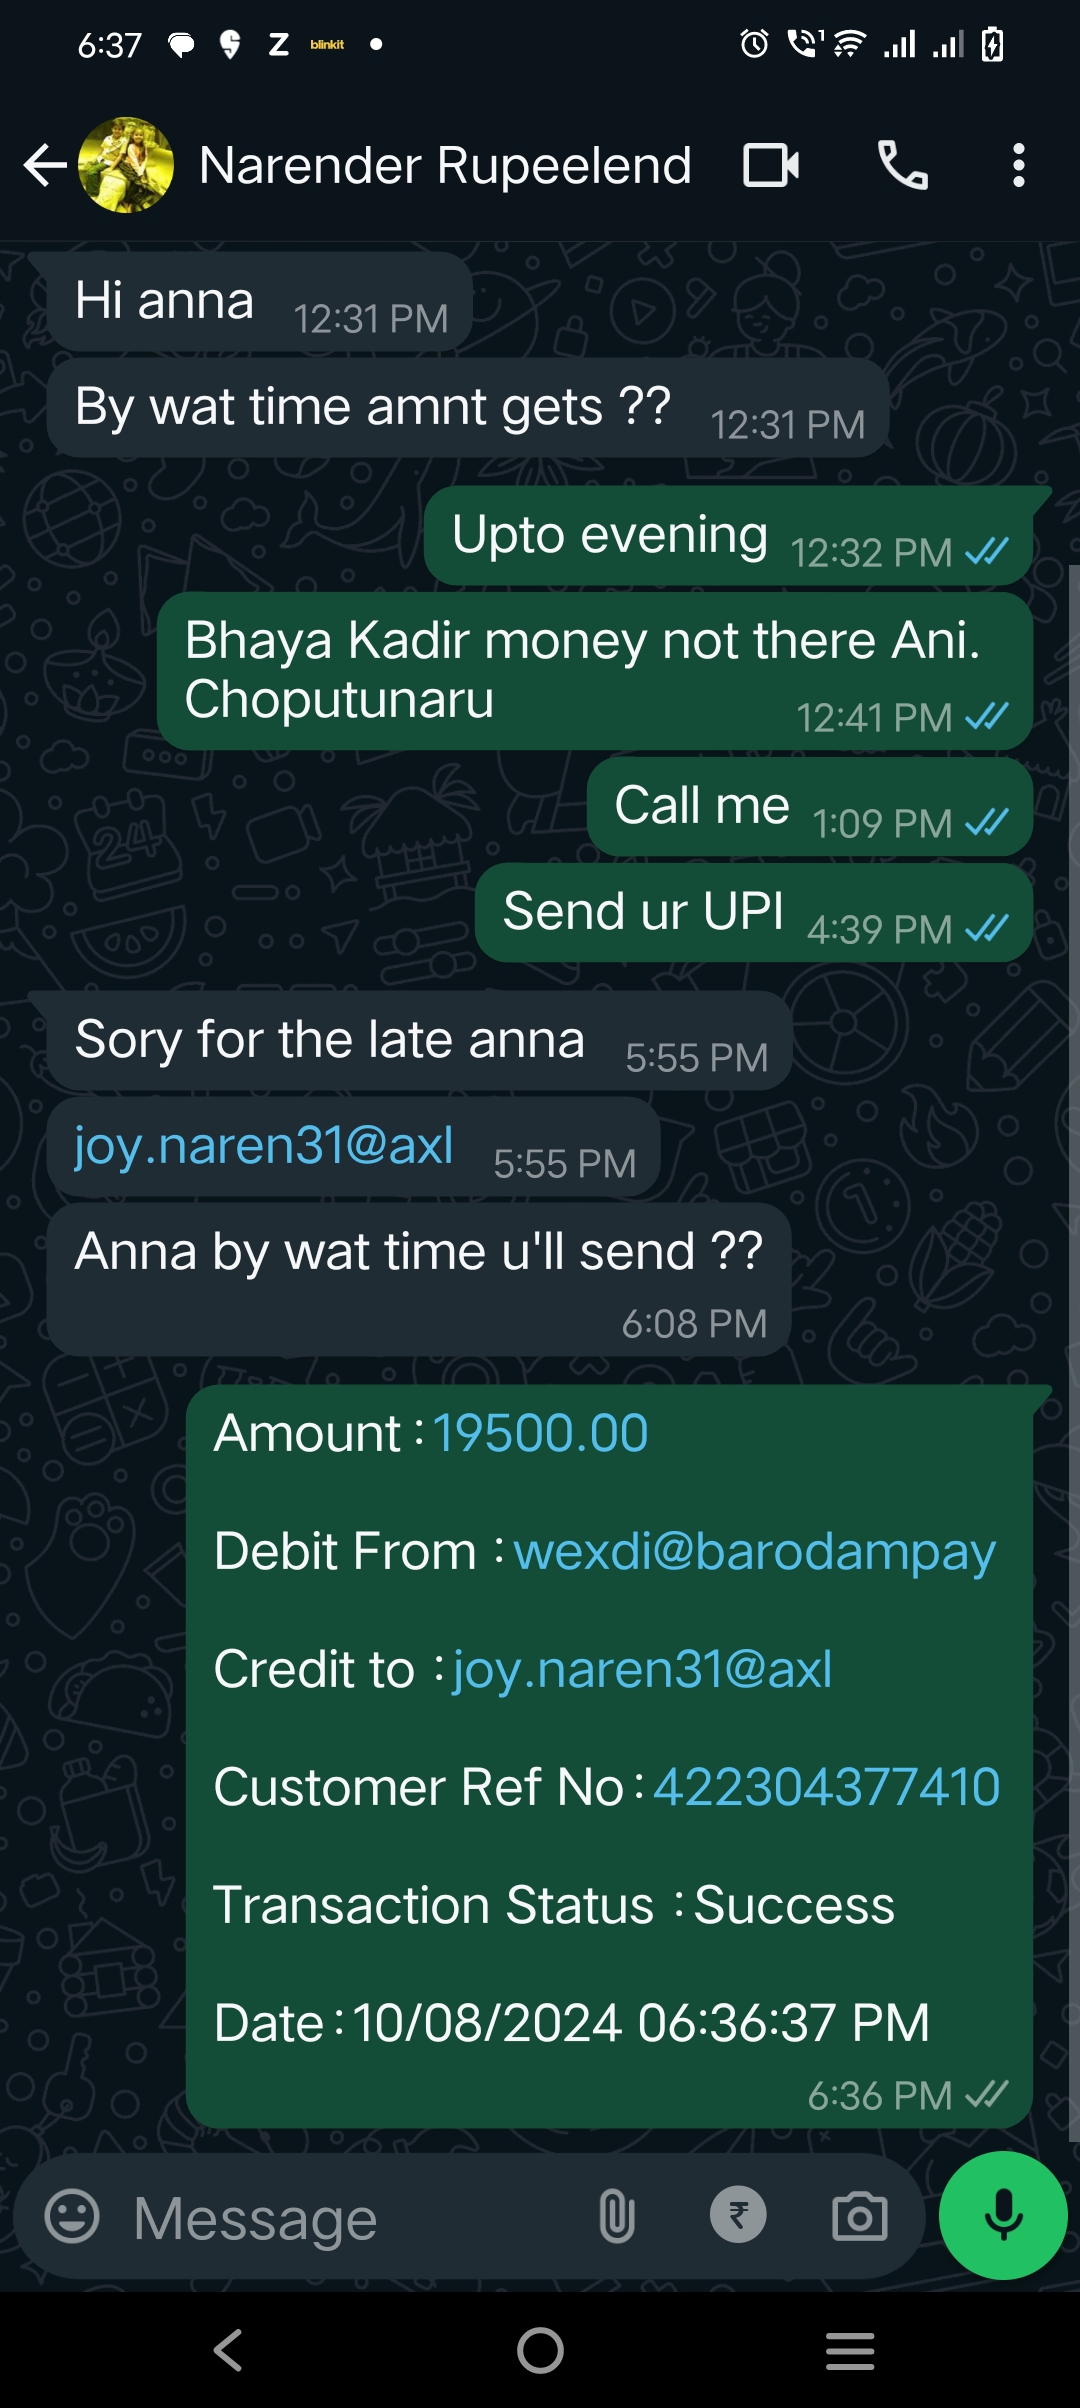 6:37 Z blinkit
Narender Rupeelend
Hi anna 12:31 PM
By wat time amnt gets ?? 12:31 PM
Upto evening 12:32 PM
Bhaya Kadir money not there Ani.
Choputunaru 12:41 PM
Call me 1:09 PM
Send ur UPI 4:39 PM
Sory for the late anna 5:55 PM
joy.naren31@axl 5:55 PM
Anna by wat time u'll send ??
6:08 PM
Amount : 19500.00
Debit From : wexdi@barodampay
Credit to : joy.naren31@axl
Customer Ref No : 422304377410
Transaction Status : Success
Date : 10/08/2024 06:36:37 PM
6:36 PM
Message ₹